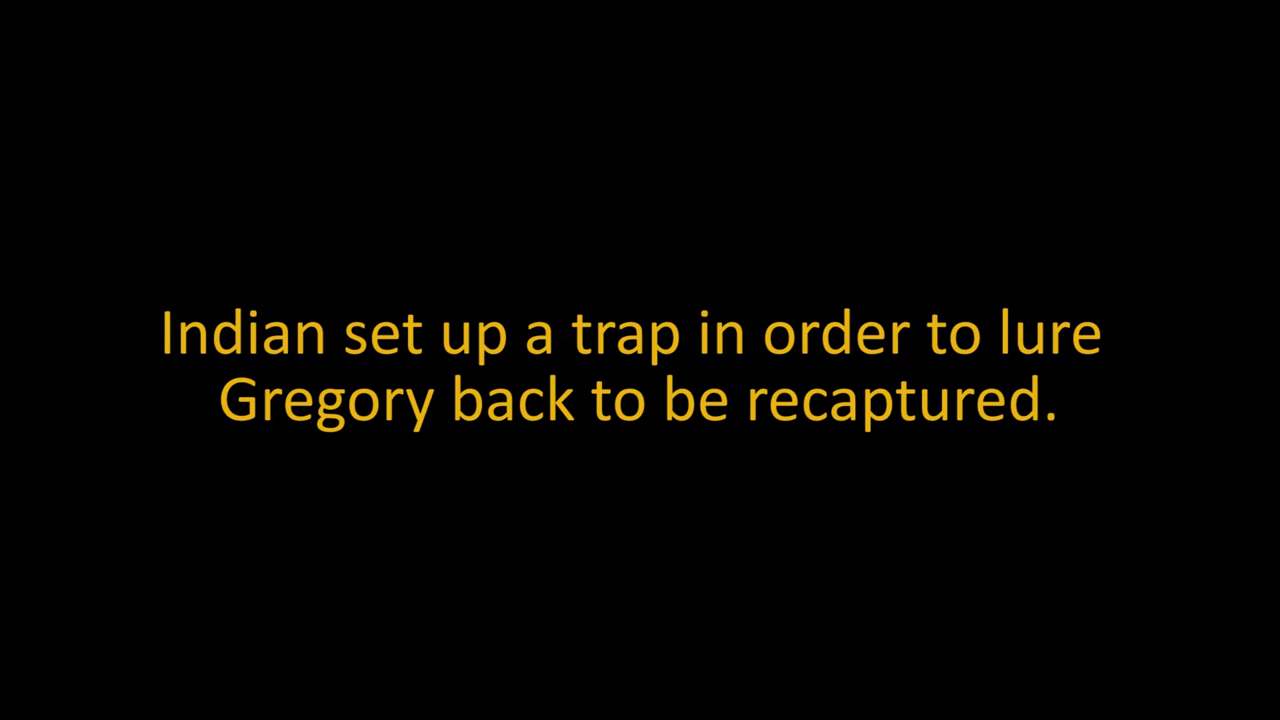 Indian set up a trap in order to lure
Gregory back to be recaptured.